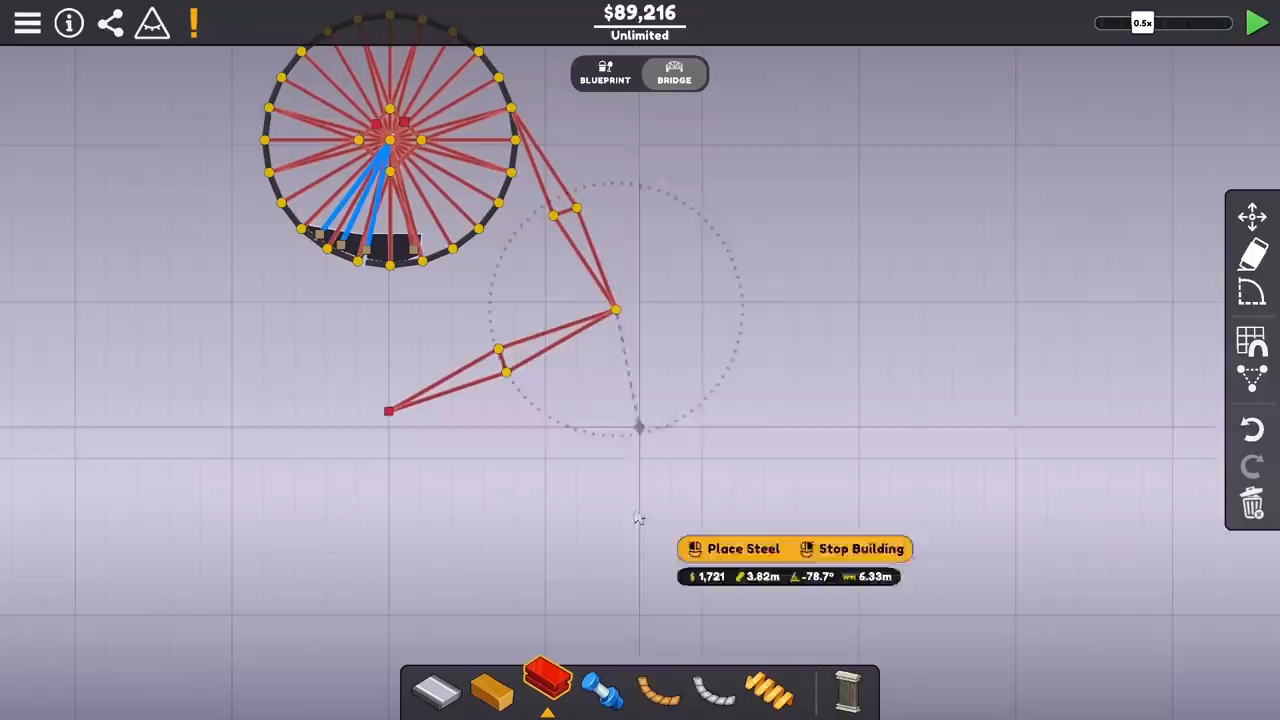 $89,216
Unlimited
0.5x
BLUEPRINT
BRIDGE
Place Steel
Stop Building
$ 1,721 3.82m -78.7° 6.33m